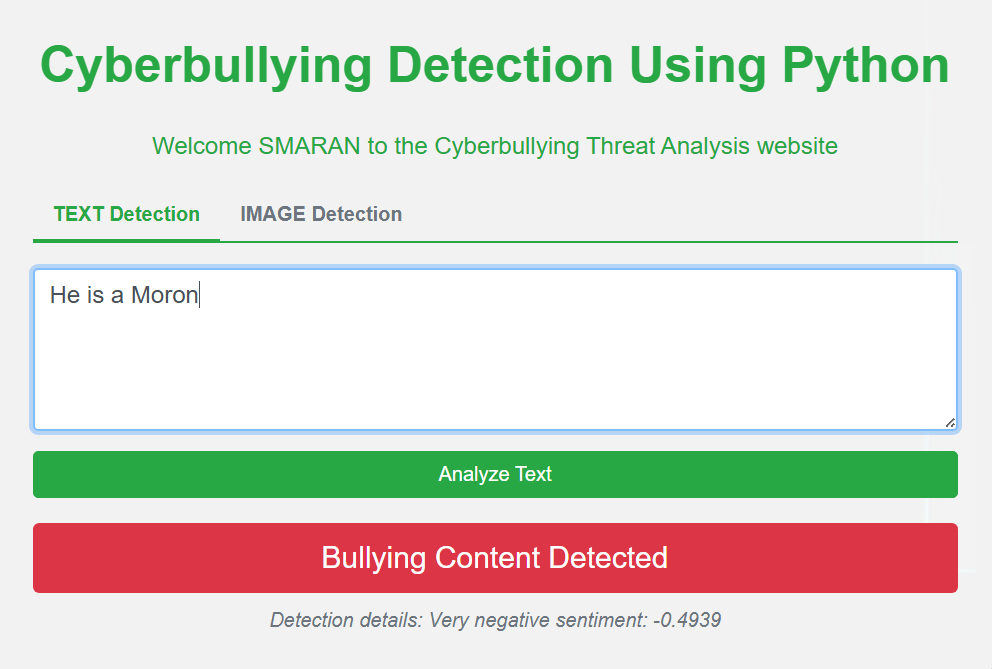 Cyberbullying Detection Using Python
Welcome SMARAN to the Cyberbullying Threat Analysis website
TEXT Detection IMAGE Detection
He is a Moron
Analyze Text
Bullying Content Detected
Detection details: Very negative sentiment: -0.4939